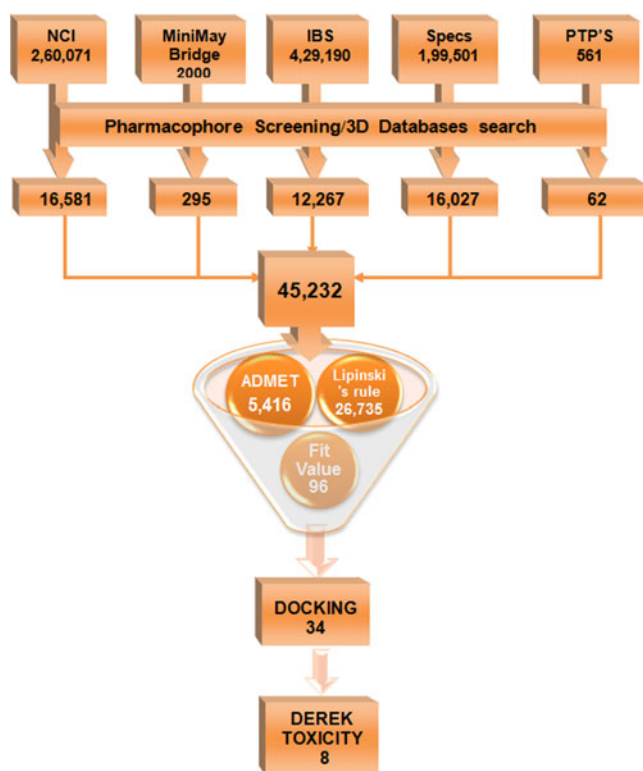 NCI
2,60,071
MiniMay
Bridge
2000
IBS
4,29,190
Specs
1,99,501
PTP'S
561
Pharmacophore Screening/3D Databases search
16,581
295
12,267
16,027
62
45,232
ADMET
5,416
Lipinski
's rule
26,735
Fit
Value
96
DOCKING
34
DEREK
TOXICITY
8